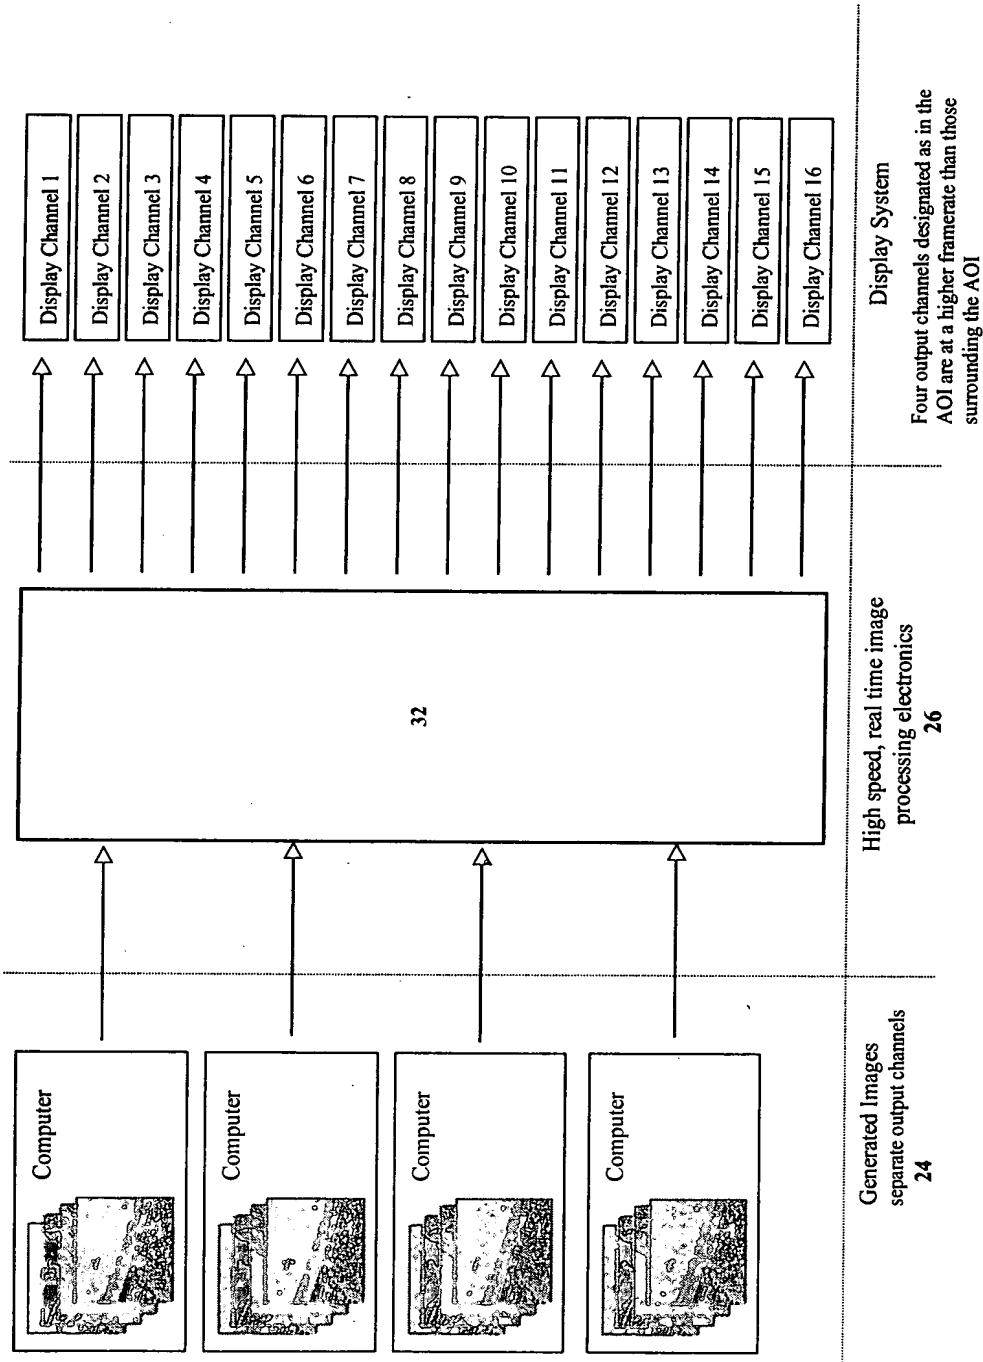 Computer
Computer
Computer
Computer
Generated Images
separate output channels
24
32
High speed, real time image
processing electronics
26
Display Channel 1
Display Channel 2
Display Channel 3
Display Channel 4
Display Channel 5
Display Channel 6
Display Channel 7
Display Channel 8
Display Channel 9
Display Channel 10
Display Channel 11
Display Channel 12
Display Channel 13
Display Channel 14
Display Channel 15
Display Channel 16
Display System
Four output channels designated as in the
AOI are at a higher framerate than those
surrounding the AOI